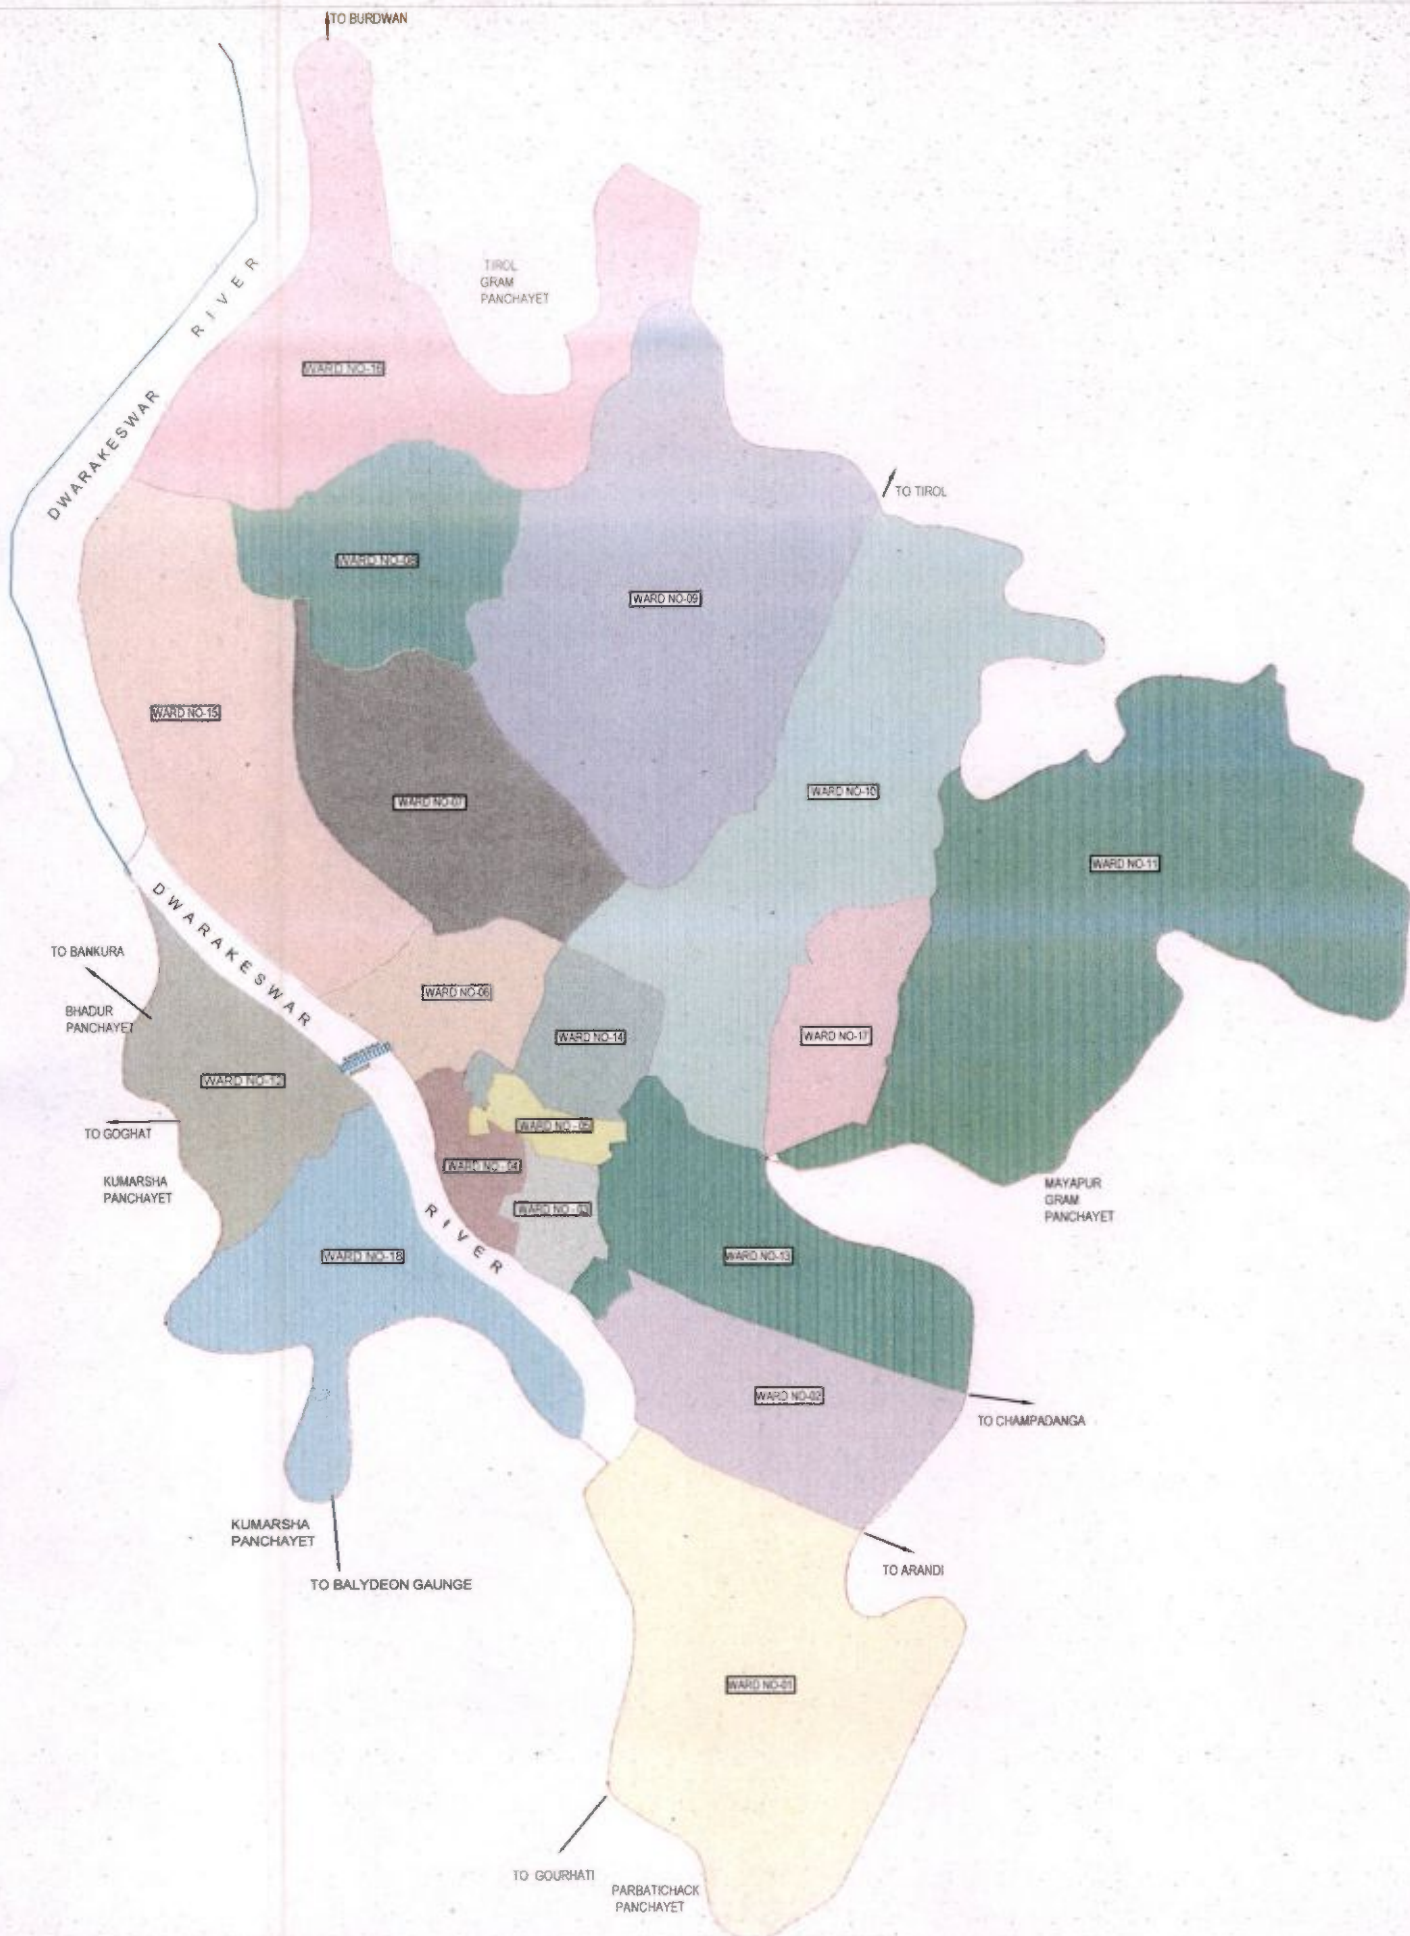 TO BURDWAN
TIROL
GRAM
PANCHAYET
DWARAKESWAR RIVER
WARD NO-16
TO TIROL
WARD NO-08
WARD NO-09
WARD NO-15
WARD NO-10
WARD NO-07
WARD NO-11
DWARAKESWAR RIVER
TO BANKURA
BHADUR
PANCHAYET
WARD NO-06
WARD NO-14
WARD NO-17
WARD NO-12
TO GOGHAT
WARD NO - 05
WARD NO - 04
KUMARSHA
PANCHAYET
MAYAPUR
GRAM
PANCHAYET
WARD NO - 03
WARD NO-18
WARD NO-13
WARD NO-02
TO CHAMPADANGA
KUMARSHA
PANCHAYET
TO BALYDEON GAUNGE
TO ARANDI
WARD NO-01
TO GOURHATI
PARBATICHACK
PANCHAYET